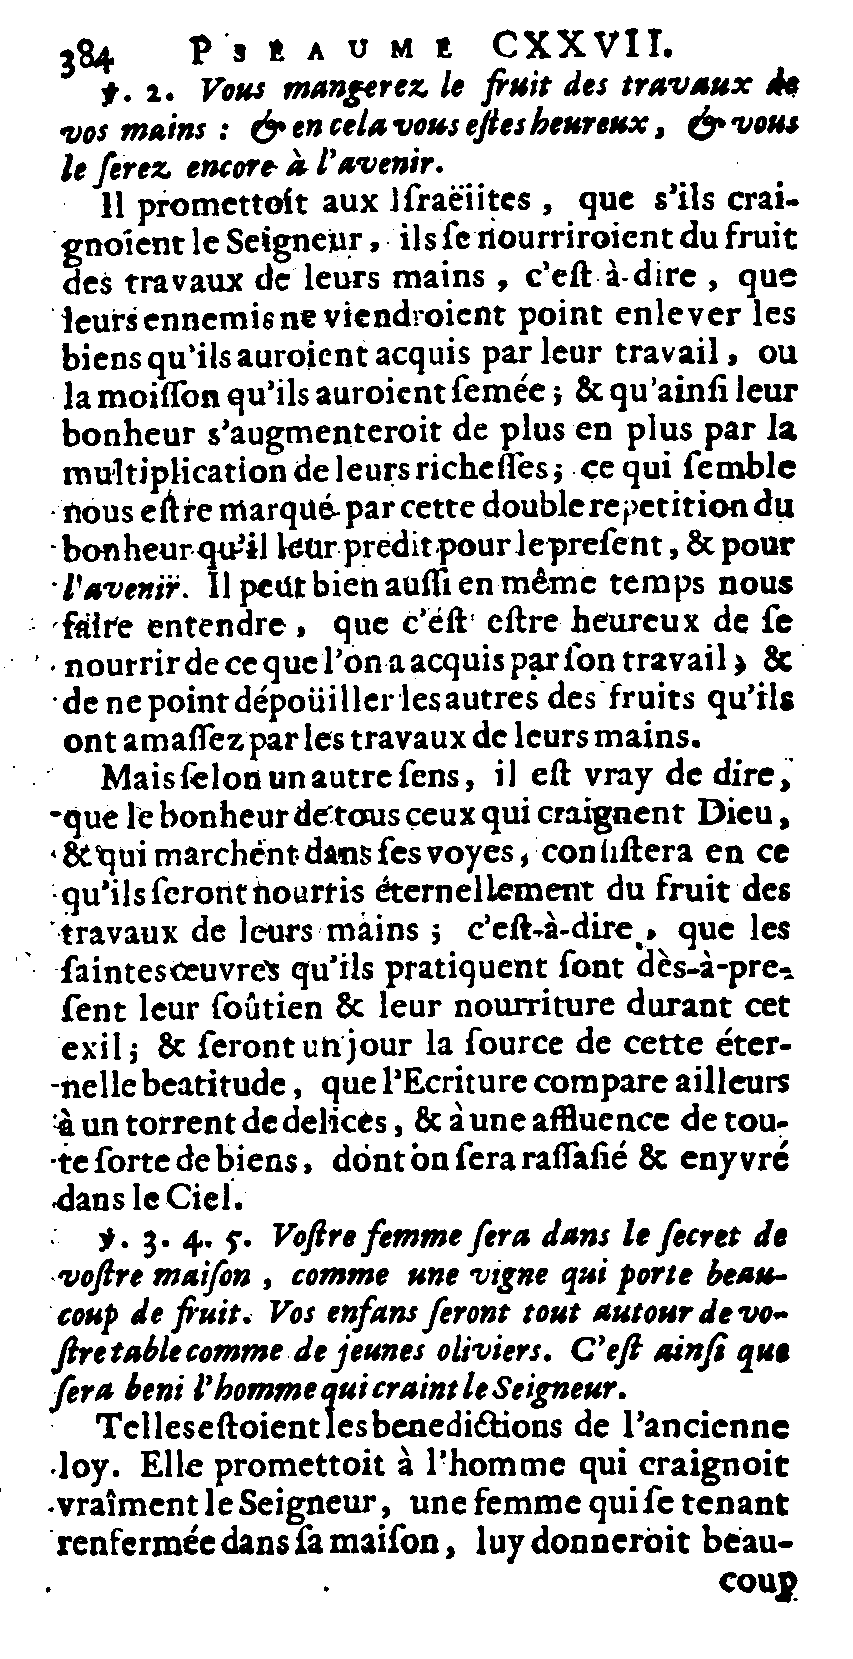 384 PSEAUME CXXVII.
ꝟ. 2. Vous mangerez le fruit des travaux de
vos mains : & en cela vous eſtes heureux, & vous
le ſerez encore à l'avenir.
Il promettoit aux Iſraëlites, que s'ils crai-
gnoient le Seigneur, ils ſe nourriroient du fruit
des travaux de leurs mains, c'eſt-à-dire, que
leurs ennemis ne viendroient point enlever les
biens qu'ils auroient acquis par leur travail, ou
la moiſſon qu'ils auroient ſemée; & qu'ainſi leur
bonheur s'augmenteroit de plus en plus par la
multiplication de leurs richeſſes; ce qui ſemble
nous eſtre marqué par cette double repetition du
bonheur qu'il leur predit pour le preſent, & pour
l'avenir. Il peut bien auſſi en même temps nous
faire entendre, que c'eſt eſtre heureux de ſe
nourrir de ce que l'on a acquis par ſon travail, &
de ne point dépoüiller les autres des fruits qu'ils
ont amaſſez par les travaux de leurs mains.
Mais ſelon un autre ſens, il eſt vray de dire,
que le bonheur de tous ceux qui craignent Dieu,
& qui marchent dans ſes voyes, conſiſtera en ce
qu'ils ſeront nourris éternellement du fruit des
travaux de leurs mains; c'eſt-à-dire, que les
ſaintes œuvres qu'ils pratiquent ſont dès-à-pre-
ſent leur ſoûtien & leur nourriture durant cet
exil; & ſeront un jour la ſource de cette éter-
nelle beatitude, que l'Ecriture compare ailleurs
à un torrent de delices, & à une affluence de tou-
te ſorte de biens, dont on ſera raſſaſié & enyvré
dans le Ciel.
ꝟ. 3. 4. 5. Voſtre femme ſera dans le ſecret de
voſtre maiſon, comme une vigne qui porte beau-
coup de fruit. Vos enfans ſeront tout autour de vo-
ſtre table comme de jeunes oliviers. C'eſt ainſi que
ſera beni l'homme qui craint le Seigneur.
Telles eſtoient les benedictions de l'ancienne
loy. Elle promettoit à l'homme qui craignoit
vraîment le Seigneur, une femme qui ſe tenant
renfermée dans ſa maiſon, luy donneroit beau-
coup